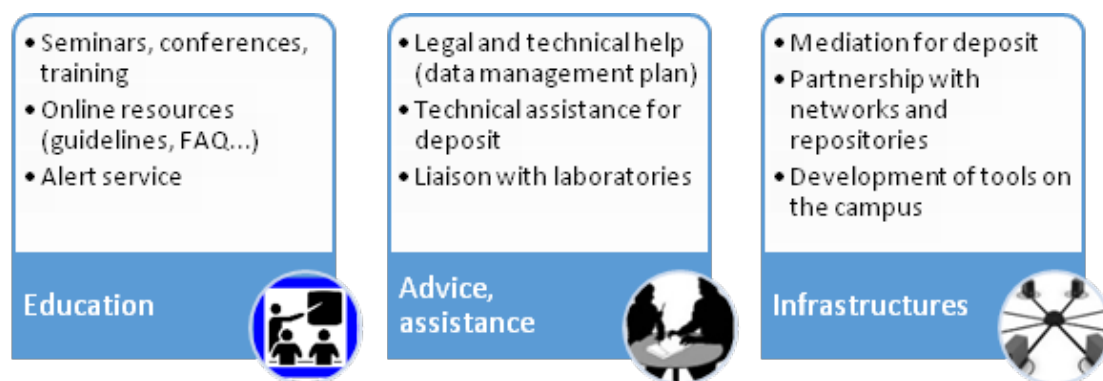 • Seminars, conferences,
training
• Online resources
(guidelines, FAQ...)
• Alert service
Education
• Legal and technical help
(data management plan)
• Technical assistance for
deposit
• Liaison with laboratories
Advice,
assistance
• Mediation for deposit
• Partnership with
networks and
repositories
• Development of tools on
the campus
Infrastructures